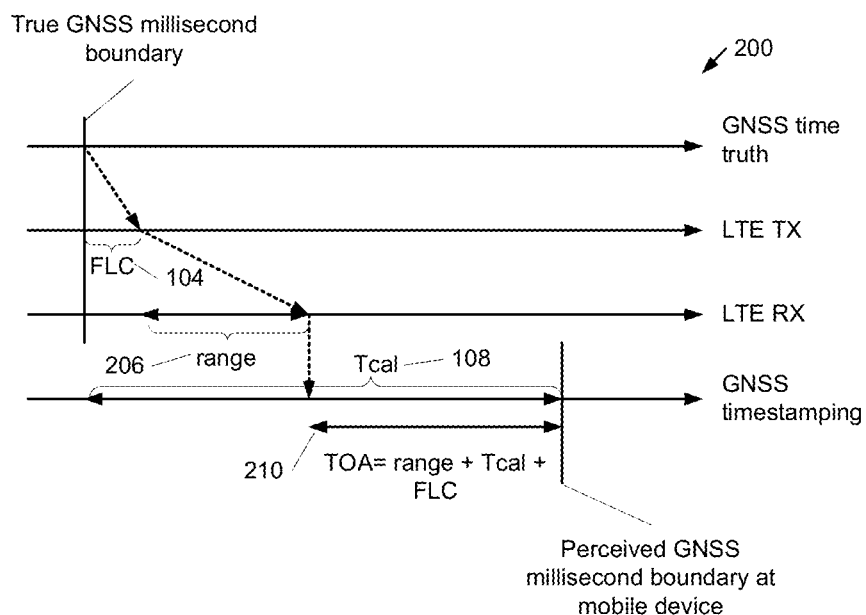 True GNSS millisecond
boundary
200
GNSS time
truth
LTE TX
FLC 104
LTE RX
206 range
Tcal 108
GNSS
timestamping
210
TOA= range + Tcal +
FLC
Perceived GNSS
millisecond boundary at
mobile device